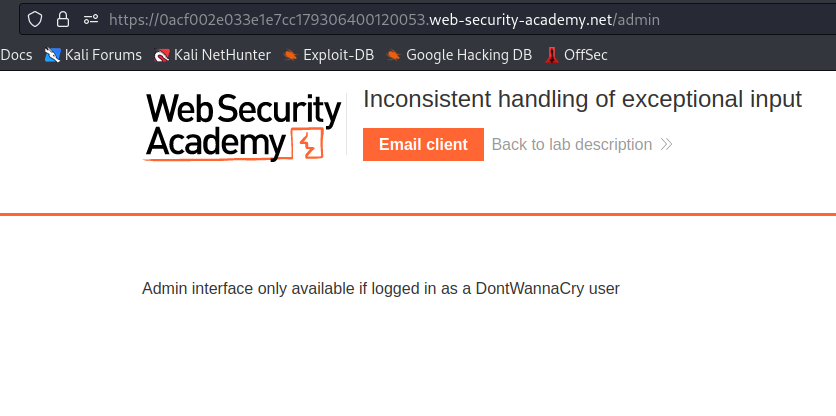 https://0acf002e033e1e7cc179306400120053.web-security-academy.net/admin
Docs Kali Forums Kali NetHunter Exploit-DB Google Hacking DB OffSec
WebSecurity
Academy
Inconsistent handling of exceptional input
Email client Back to lab description
Admin interface only available if logged in as a DontWannaCry user